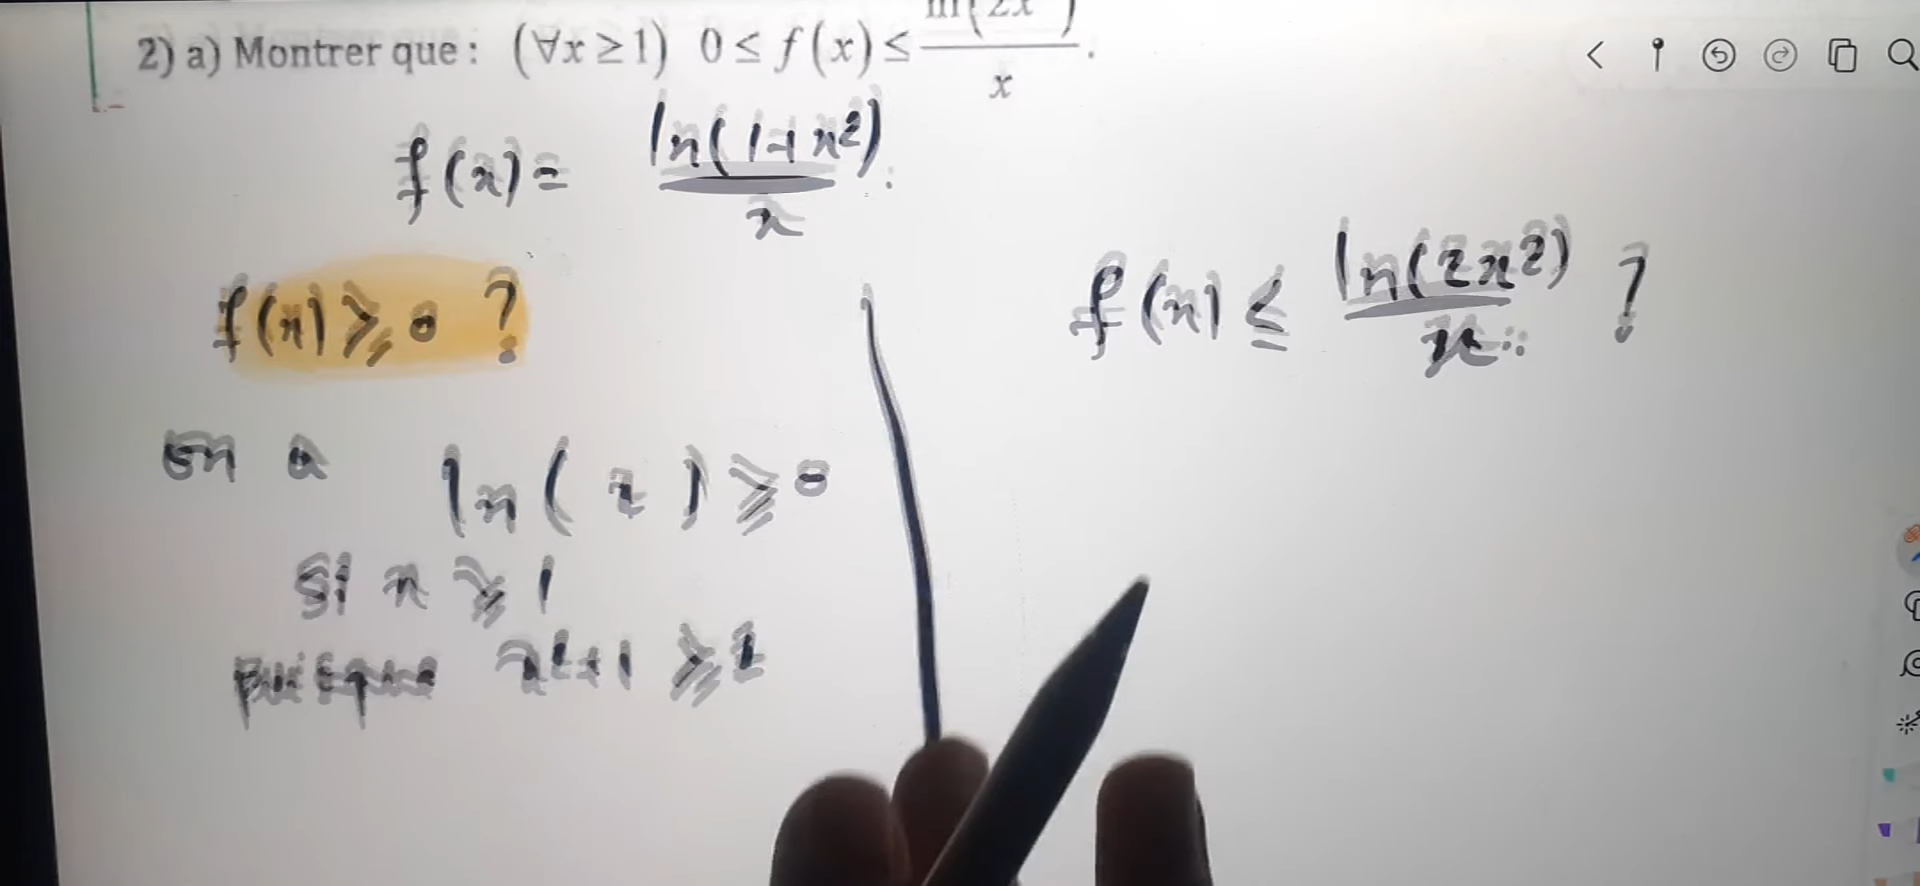 2) a) Montrer que : (∀x ≥ 1) 0 ≤ f(x) ≤ ln(2x²)/x .
f(x) = ln(1+x²)/x
f(x) ≥ 0 ?
f(x) ≤ ln(2x²)/x ?
on a ln( x ) ≥ 0
si x ≥ 1
puisque x²+1 ≥ 1